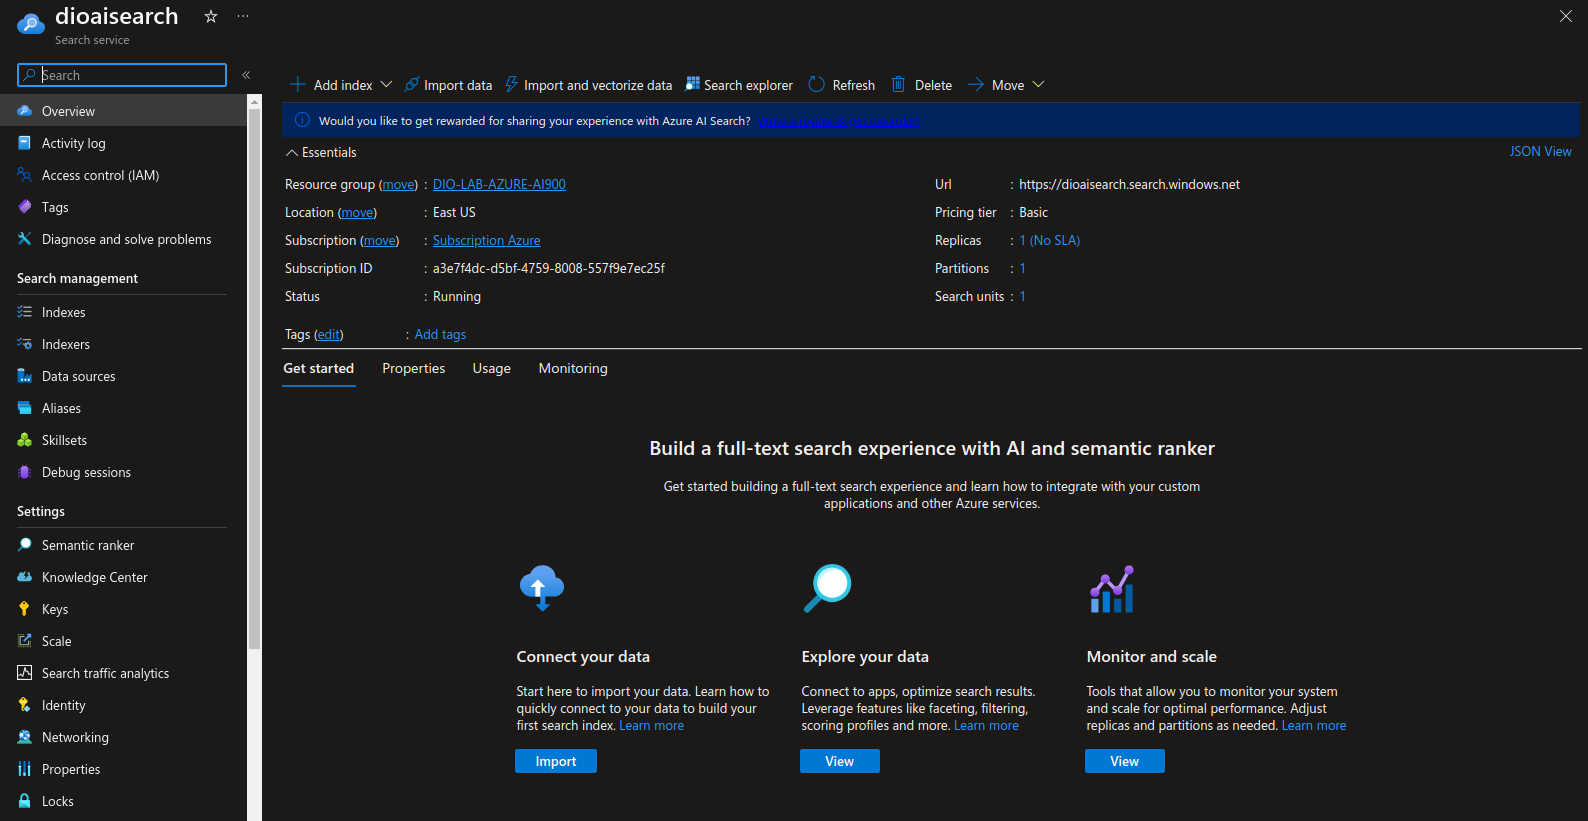 dioaisearch
Search service
Search
Overview
Activity log
Access control (IAM)
Tags
Diagnose and solve problems
Search management
Indexes
Indexers
Data sources
Aliases
Skillsets
Debug sessions
Settings
Semantic ranker
Knowledge Center
Keys
Scale
Search traffic analytics
Identity
Networking
Properties
Locks
Add index
Import data
Import and vectorize data
Search explorer
Refresh
Delete
Move
Would you like to get rewarded for sharing your experience with Azure AI Search?
Essentials
JSON View
Resource group (move) : DIO-LAB-AZURE-AI900
Location (move) : East US
Subscription (move) : Subscription Azure
Subscription ID : a3e7f4dc-d5bf-4759-8008-557f9e7ec25f
Status : Running
Url : https://dioaisearch.search.windows.net
Pricing tier : Basic
Replicas : 1 (No SLA)
Partitions : 1
Search units : 1
Tags (edit) : Add tags
Get started
Properties
Usage
Monitoring
Build a full-text search experience with AI and semantic ranker
Get started building a full-text search experience and learn how to integrate with your custom
applications and other Azure services.
Connect your data
Start here to import your data. Learn how to
quickly connect to your data to build your
first search index. Learn more
Import
Explore your data
Connect to apps, optimize search results.
Leverage features like faceting, filtering,
scoring profiles and more. Learn more
View
Monitor and scale
Tools that allow you to monitor your system
and scale for optimal performance. Adjust
replicas and partitions as needed. Learn more
View